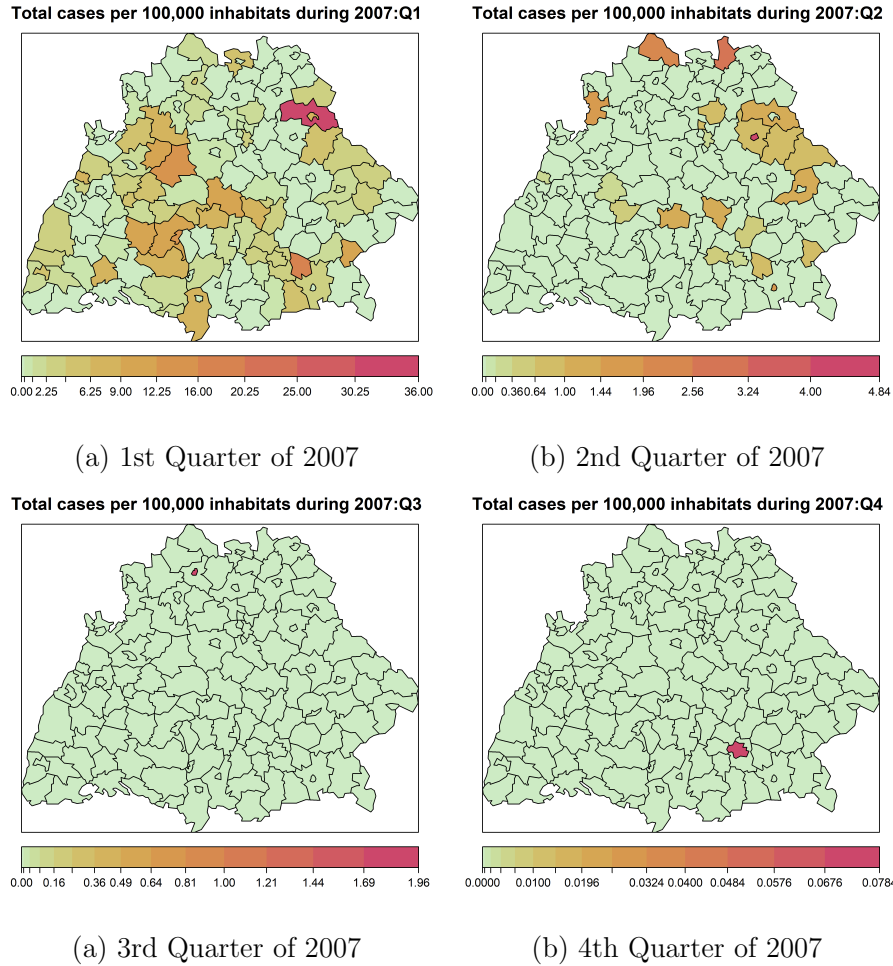 Total cases per 100,000 inhabitats during 2007:Q1
Total cases per 100,000 inhabitats during 2007:Q2
0.00 2.25 6.25 9.00 12.25 16.00 20.25 25.00 30.25 36.00
0.00 0.36 0.64 1.00 1.44 1.96 2.56 3.24 4.00 4.84
(a) 1st Quarter of 2007
(b) 2nd Quarter of 2007
Total cases per 100,000 inhabitats during 2007:Q3
Total cases per 100,000 inhabitats during 2007:Q4
0.00 0.16 0.36 0.49 0.64 0.81 1.00 1.21 1.44 1.69 1.96
0.0000 0.0100 0.0196 0.0324 0.0400 0.0484 0.0576 0.0676 0.0784
(a) 3rd Quarter of 2007
(b) 4th Quarter of 2007